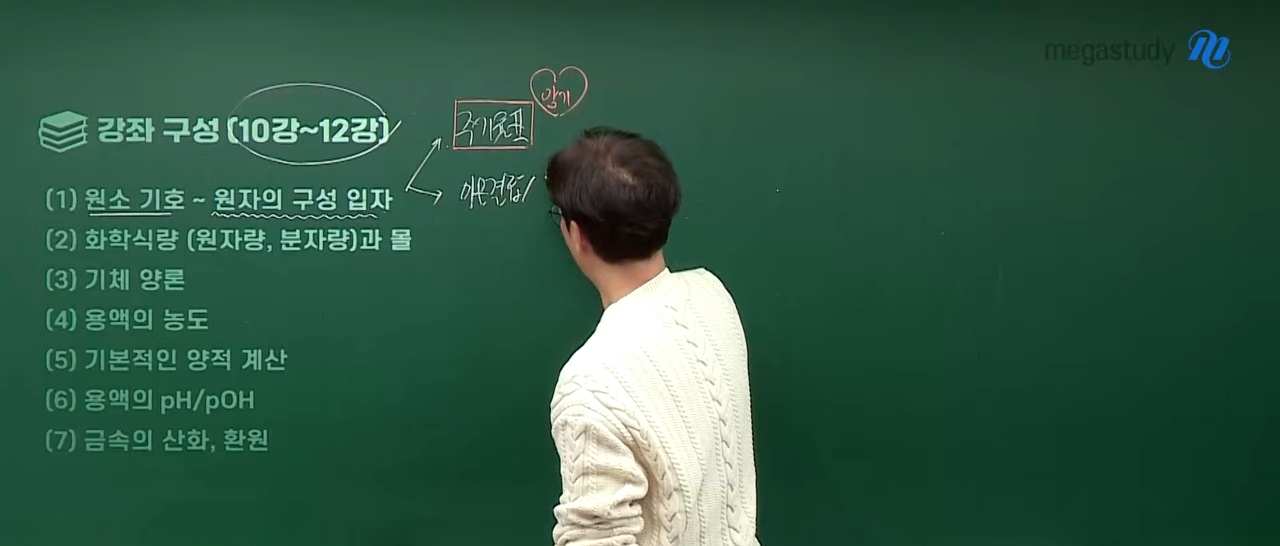 megastudy
강좌 구성 (10강~12강)
암기
주기율표
(1) 원소 기호 ~ 원자의 구성 입자
이온결합/
(2) 화학식량 (원자량, 분자량)과 몰
(3) 기체 양론
(4) 용액의 농도
(5) 기본적인 양적 계산
(6) 용액의 pH/pOH
(7) 금속의 산화, 환원